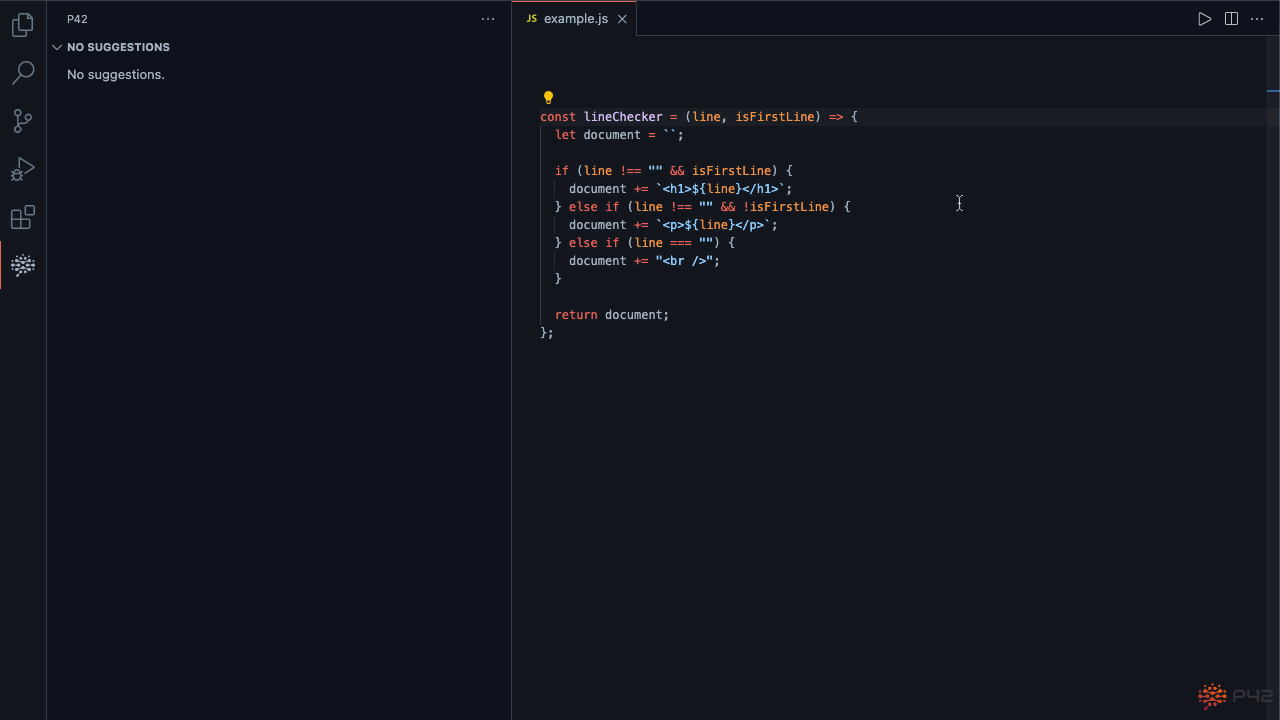 P42
NO SUGGESTIONS
No suggestions.
JS example.js
const lineChecker = (line, isFirstLine) => {
  let document = ``;

  if (line !== "" && isFirstLine) {
    document += `<h1>${line}</h1>`;
  } else if (line !== "" && !isFirstLine) {
    document += `<p>${line}</p>`;
  } else if (line === "") {
    document += "<br />";
  }

  return document;
};
P42